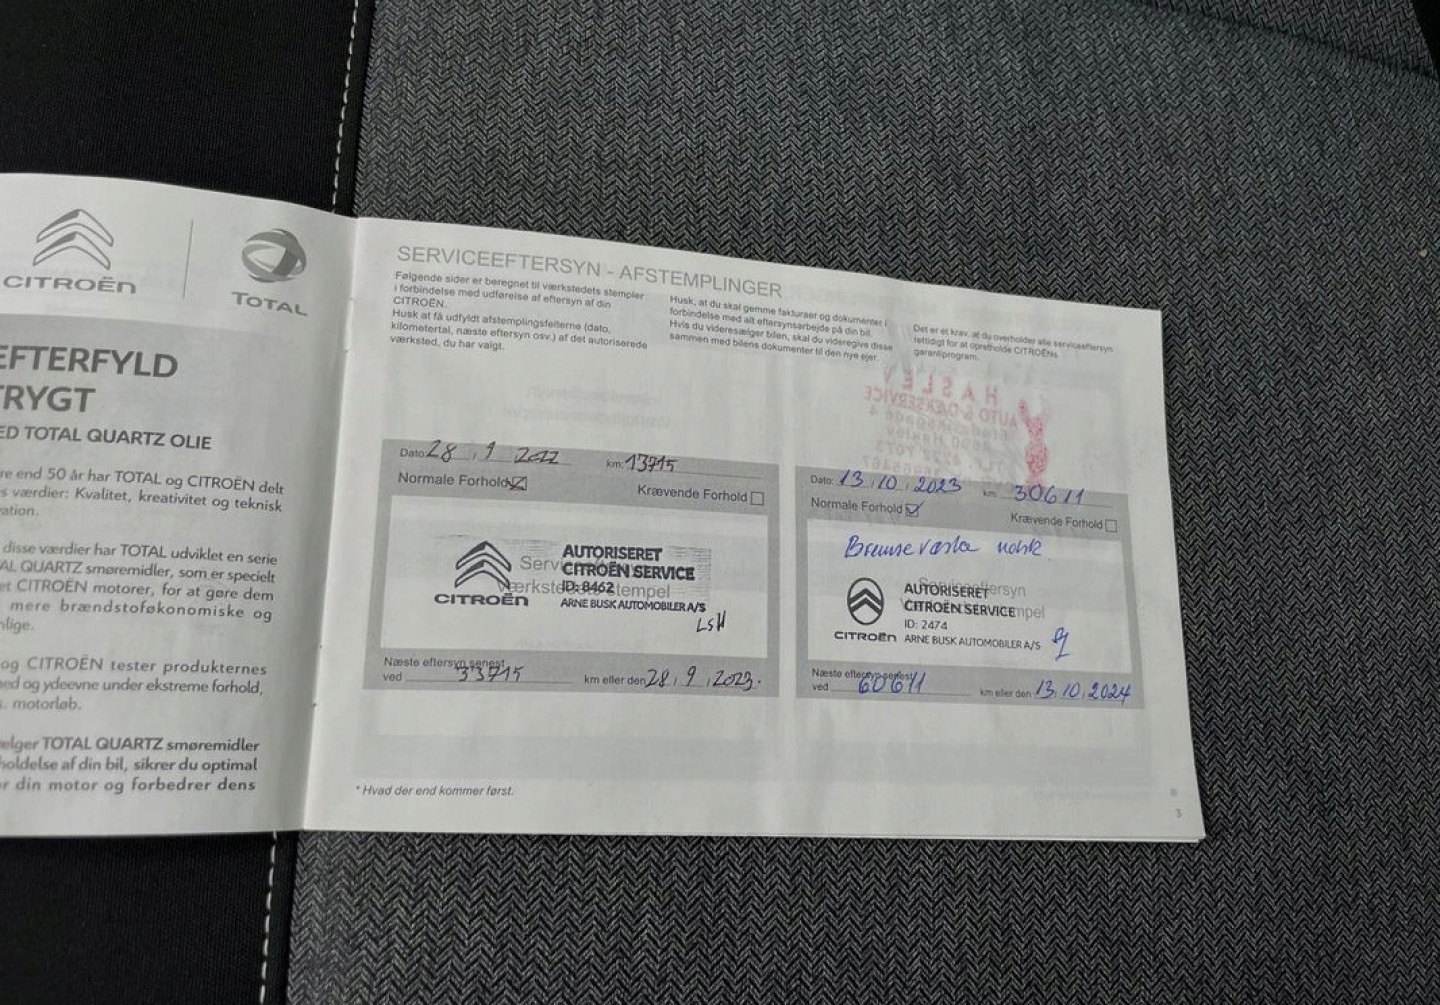 CITROËN
TOTAL
EFTERFYLD
TRYGT
ED TOTAL QUARTZ OLIE
re end 50 år har TOTAL og CITROËN delt
s værdier: Kvalitet, kreativitet og teknisk
ation.
disse værdier har TOTAL udviklet en serie
AL QUARTZ smøremidler, som er specielt
et CITROËN motorer, for at gøre dem
mere brændstoføkonomiske og
nlige.
og CITROËN tester produkternes
ned og ydeevne under ekstreme forhold,
s. motorløb.
ælger TOTAL QUARTZ smøremidler
holdelse af din bil, sikrer du optimal
or din motor og forbedrer dens
SERVICEEFTERSYN - AFSTEMPLINGER
Følgende sider er beregnet til værkstedets stempler
i forbindelse med udførelse af eftersyn af din
CITROËN.
Husk at få udfyldt afstemplingsfelterne (dato,
kilometertal, næste eftersyn osv.) af det autoriserede
værksted, du har valgt.
Husk, at du skal gemme fakturaer og dokumenter i
forbindelse med alt eftersynsarbejde på din bil.
Hvis du videresælger bilen, skal du videregive disse
sammen med bilens dokumenter til den nye ejer.
Det er et krav, at du overholder alle serviceeftersyn
rettidigt for at opretholde CITROËNs
garantiprogram.
HASLEV
AUTO & DÆKSERVICE
Dato: 28.9 2022 km: 13715
Normale Forhold Krævende Forhold
AUTORISERET
CITROËN SERVICE
ID:8462
CITROËN ARNE BUSK AUTOMOBILER A/S
LSH
Næste eftersyn senest
ved 33715 km eller den 28.9.2023.
Dato: 13.10.2023 km 30611
Normale Forhold Krævende Forhold
Bremse væske
AUTORISERET
CITROËN SERVICE
ID: 2474
CITROËN ARNE BUSK AUTOMOBILER A/S
Næste eftersyn senest
ved 60611 km eller den 13.10.2024
* Hvad der end kommer først.
3